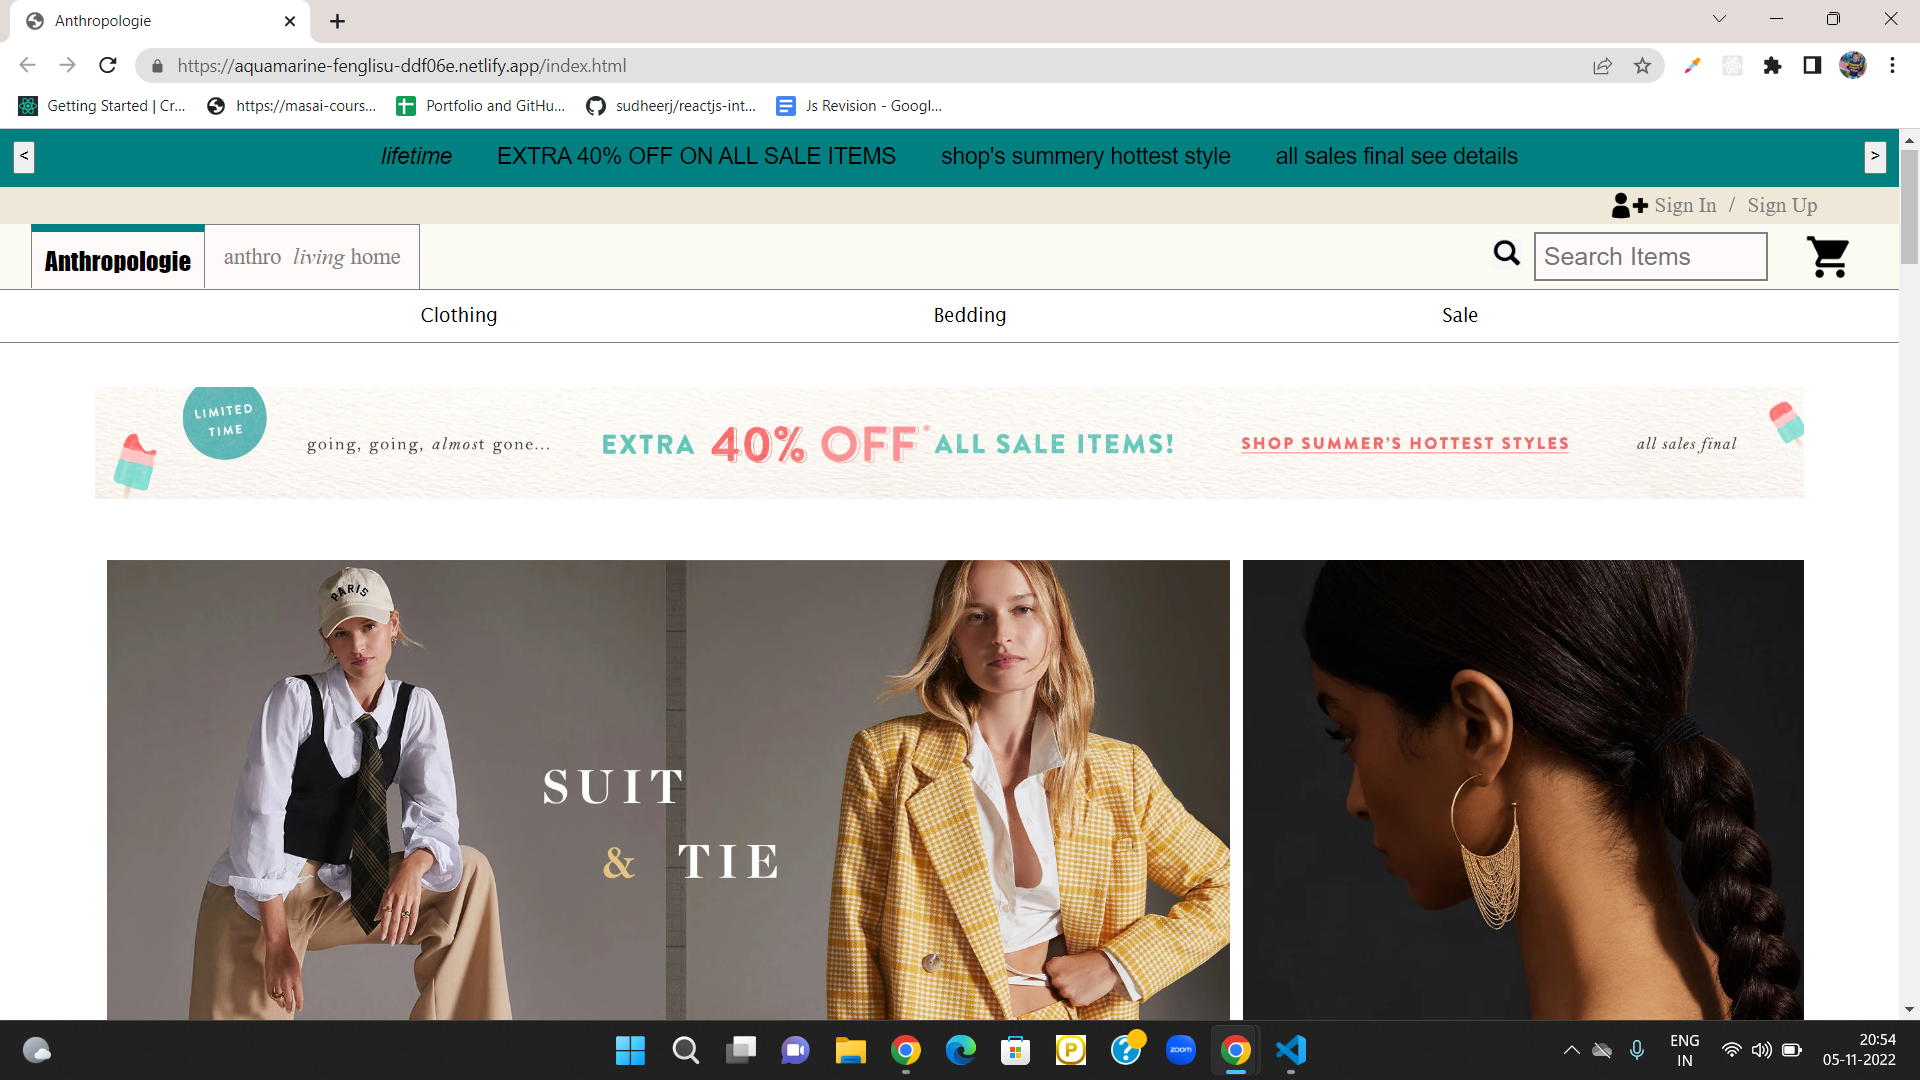 Anthropologie
https://aquamarine-fenglisu-ddf06e.netlify.app/index.html
Getting Started | Cr... https://masai-cours... Portfolio and GitHu... sudheerj/reactjs-int... Js Revision - Googl...
< lifetime EXTRA 40% OFF ON ALL SALE ITEMS shop's summery hottest style all sales final see details >
Sign In / Sign Up
Anthropologie anthro living home Search Items
Clothing Bedding Sale
LIMITED
TIME
going, going, almost gone... EXTRA 40% OFF* ALL SALE ITEMS! SHOP SUMMER'S HOTTEST STYLES all sales final
PARIS
SUIT
& TIE
P
?
zoom
ENG
IN
20:54
05-11-2022